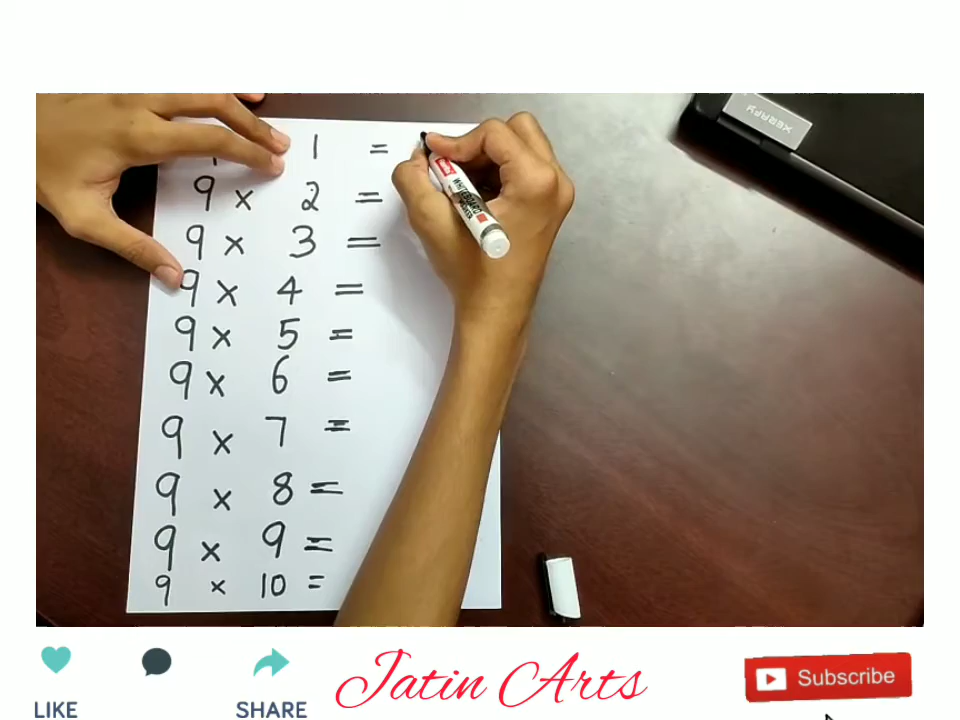 1 =
9 x 2 =
9 x 3 =
9 x 4 =
9 x 5 =
9 x 6 =
9 x 7 =
9 x 8 =
9 x 9 =
9 x 10 =
XERAPY
LIKE
SHARE
Jatin Arts
Subscribe